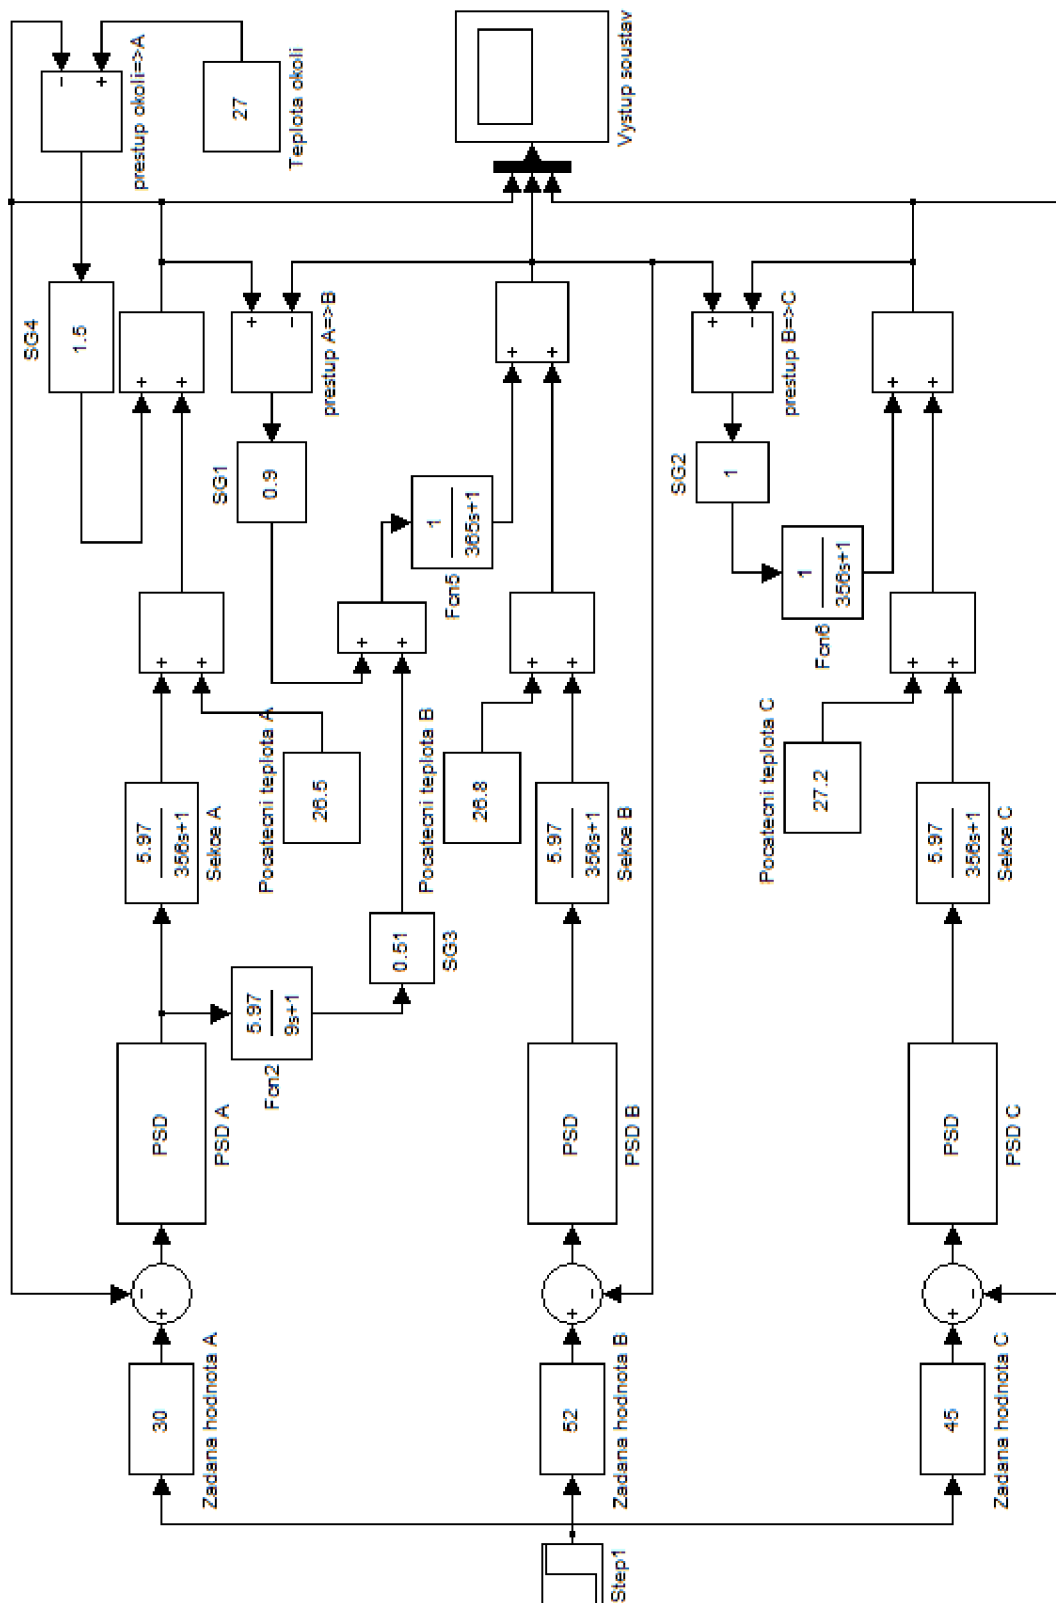 Step1
30
Zadana hodnota A
+
-
PSD
PSD A
5.97
9s+1
Fcn2
0.51
SG3
5.97
356s+1
Sekce A
26.5
Pocatecni teplota A
+
+
+
+
1.5
SG4
-
+
prestup okoli=>A
27
Teplota okoli
+
-
prestup A=>B
0.9
SG1
+
+
1
365s+1
Fcn5
52
Zadana hodnota B
+
-
PSD
PSD B
5.97
356s+1
Sekce B
26.8
Pocatecni teplota B
+
+
+
+
Vystup soustav
+
-
prestup B=>C
1
SG2
1
356s+1
Fcn6
45
Zadana hodnota C
+
-
PSD
PSD C
5.97
356s+1
Sekce C
27.2
Pocatecni teplota C
+
+
+
+